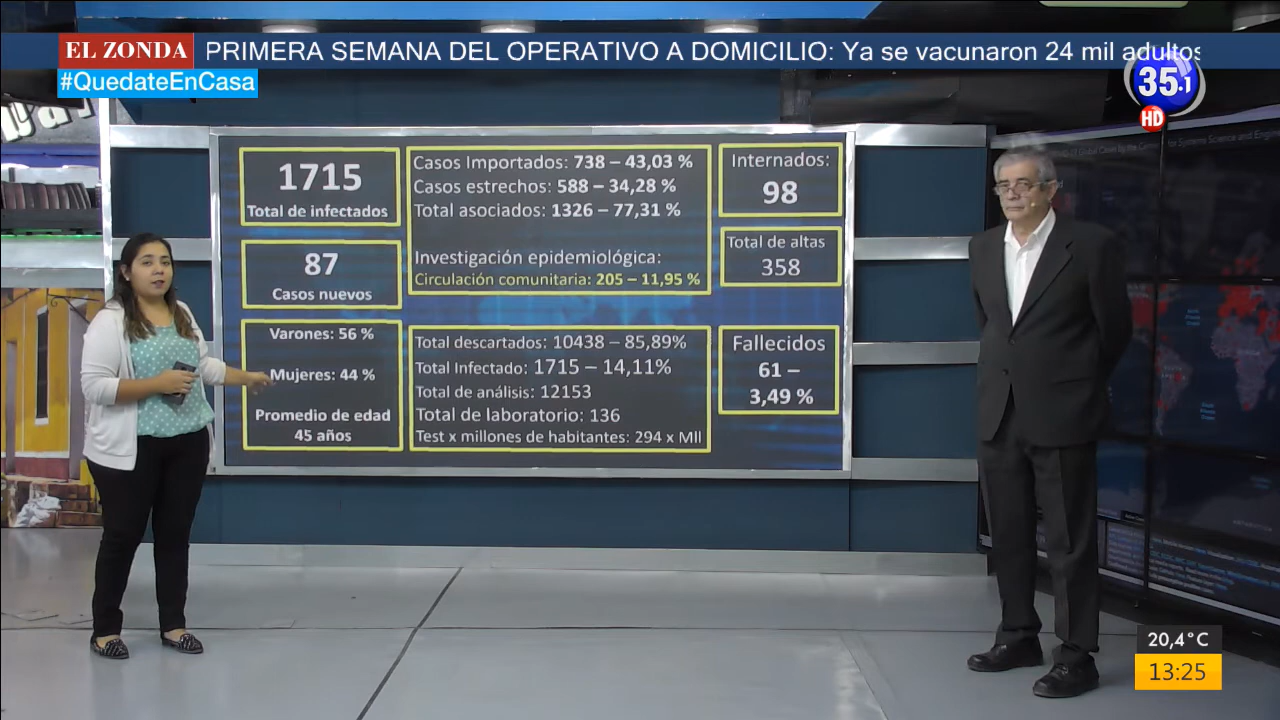 EL ZONDA
PRIMERA SEMANA DEL OPERATIVO A DOMICILIO: Ya se vacunaron 24 mil adultos
#QuedateEnCasa
35.1
HD
1715
Total de infectados
87
Casos nuevos
Varones: 56 %
Mujeres: 44 %
Promedio de edad
45 años
Casos Importados: 738 – 43,03 %
Casos estrechos: 588 – 34,28 %
Total asociados: 1326 – 77,31 %
Investigación epidemiológica:
Circulación comunitaria: 205 – 11,95 %
Total descartados: 10438 – 85,89%
Total Infectado: 1715 – 14,11%
Total de análisis: 12153
Total de laboratorio: 136
Test x millones de habitantes: 294 x Mll
Internados:
98
Total de altas
358
Fallecidos
61 –
3,49 %
20,4°C
13:25